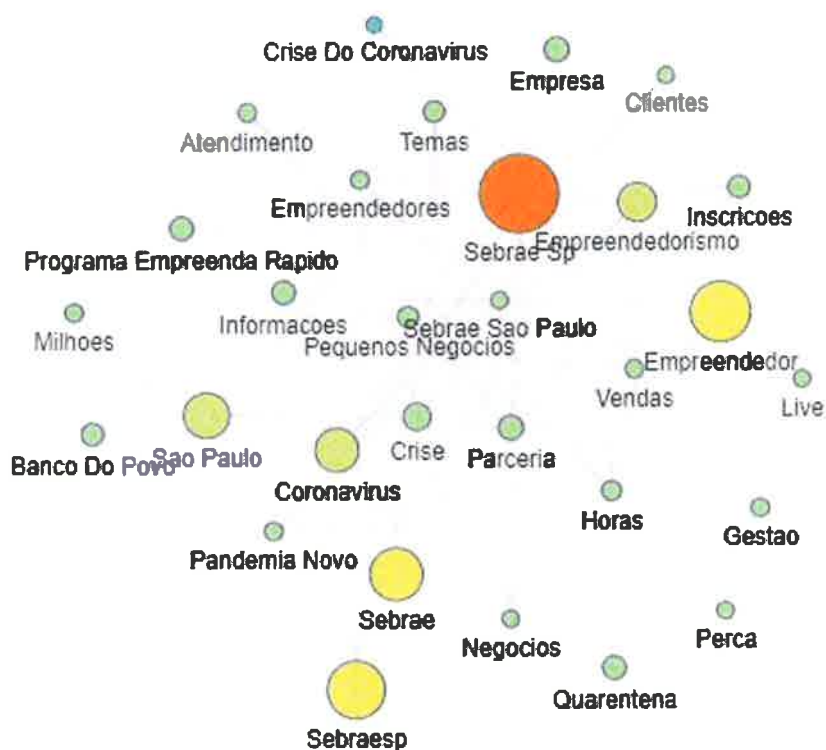 Crise Do Coronavirus
Empresa
Clientes
Atendimento
Temas
Empreendedores
Inscricoes
Empreendedorismo
Sebrae Sp
Programa Empreenda Rapido
Informacoes
Sebrae Sao Paulo
Milhoes
Pequenos Negocios
Empreendedor
Vendas
Live
Crise
Parceria
Sao Paulo
Banco Do Povo
Coronavirus
Horas
Gestao
Pandemia Novo
Sebrae
Negocios
Perca
Quarentena
Sebraesp